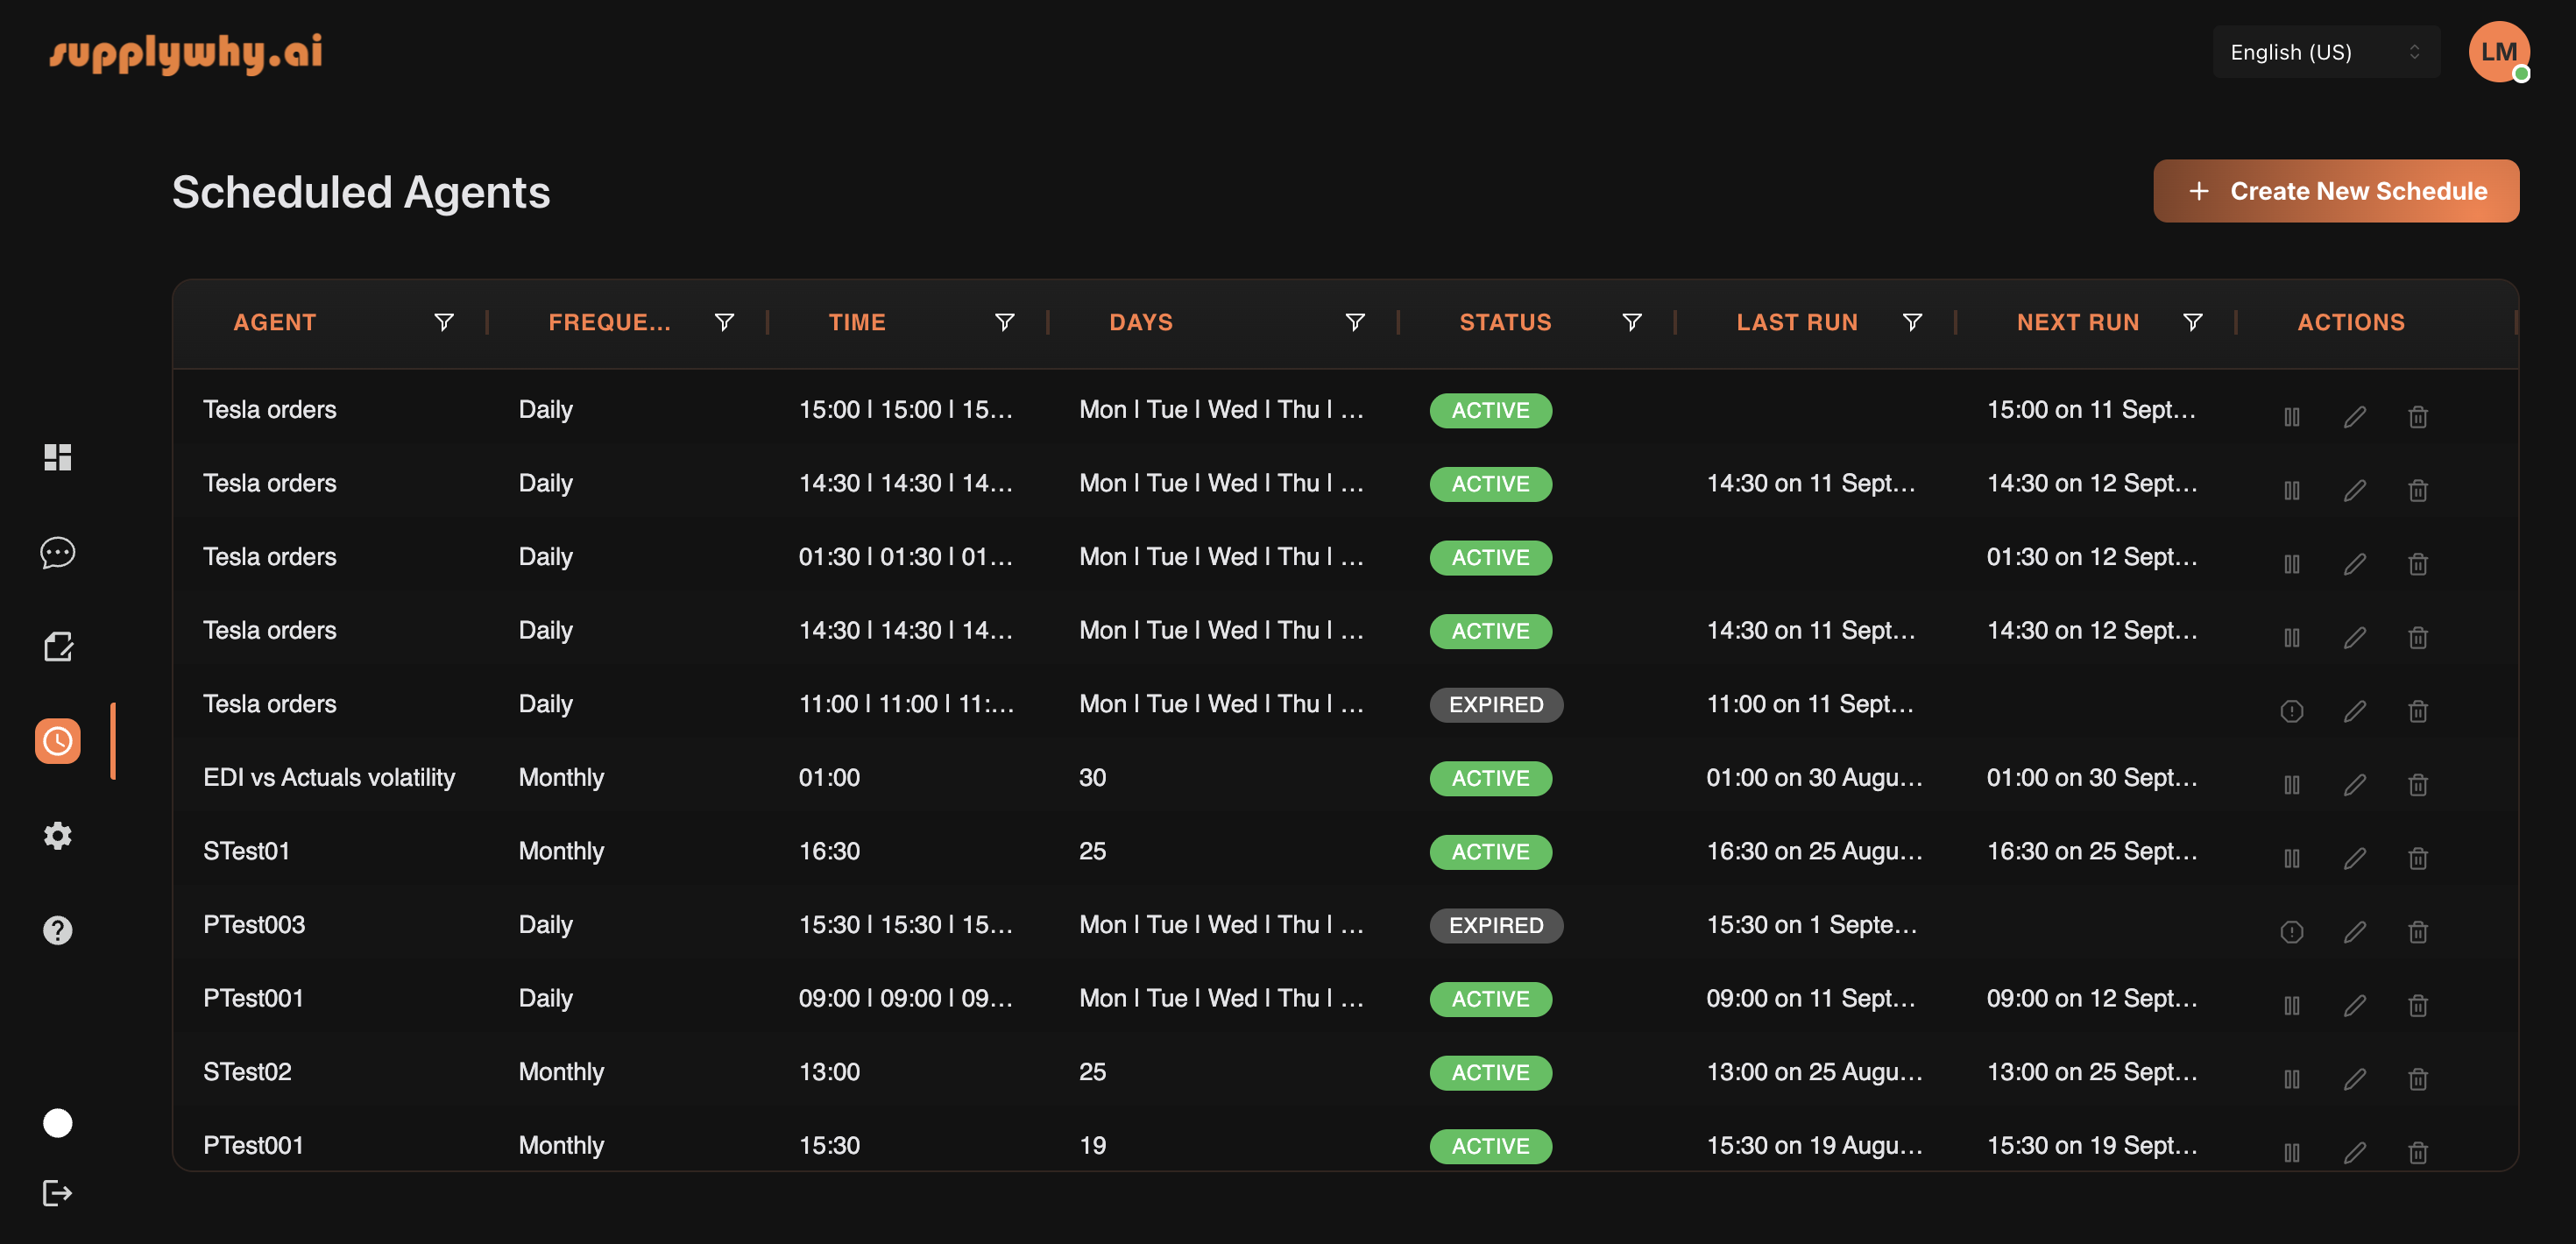 supplywhy.ai
English (US)
LM
Scheduled Agents
+ Create New Schedule
AGENT FREQUE... TIME DAYS STATUS LAST RUN NEXT RUN ACTIONS
Tesla orders Daily 15:00 | 15:00 | 15... Mon | Tue | Wed | Thu | ... ACTIVE 15:00 on 11 Sept...
Tesla orders Daily 14:30 | 14:30 | 14... Mon | Tue | Wed | Thu | ... ACTIVE 14:30 on 11 Sept... 14:30 on 12 Sept...
Tesla orders Daily 01:30 | 01:30 | 01... Mon | Tue | Wed | Thu | ... ACTIVE 01:30 on 12 Sept...
Tesla orders Daily 14:30 | 14:30 | 14... Mon | Tue | Wed | Thu | ... ACTIVE 14:30 on 11 Sept... 14:30 on 12 Sept...
Tesla orders Daily 11:00 | 11:00 | 11:... Mon | Tue | Wed | Thu | ... EXPIRED 11:00 on 11 Sept...
EDI vs Actuals volatility Monthly 01:00 30 ACTIVE 01:00 on 30 Augu... 01:00 on 30 Sept...
STest01 Monthly 16:30 25 ACTIVE 16:30 on 25 Augu... 16:30 on 25 Sept...
PTest003 Daily 15:30 | 15:30 | 15... Mon | Tue | Wed | Thu | ... EXPIRED 15:30 on 1 Septe...
PTest001 Daily 09:00 | 09:00 | 09... Mon | Tue | Wed | Thu | ... ACTIVE 09:00 on 11 Sept... 09:00 on 12 Sept...
STest02 Monthly 13:00 25 ACTIVE 13:00 on 25 Augu... 13:00 on 25 Sept...
PTest001 Monthly 15:30 19 ACTIVE 15:30 on 19 Augu... 15:30 on 19 Sept...